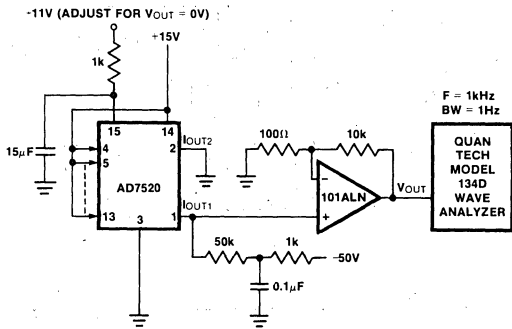 -11V (ADJUST FOR VOUT = 0V)
+15V
1k
15μF
15
14
4
5
13
3
2
1
IOUT2
IOUT1
AD7520
100Ω
10k
−
+
101ALN
VOUT
50k
1k
-50V
0.1μF
F = 1kHz
BW = 1Hz
QUAN
TECH
MODEL
134D
WAVE
ANALYZER